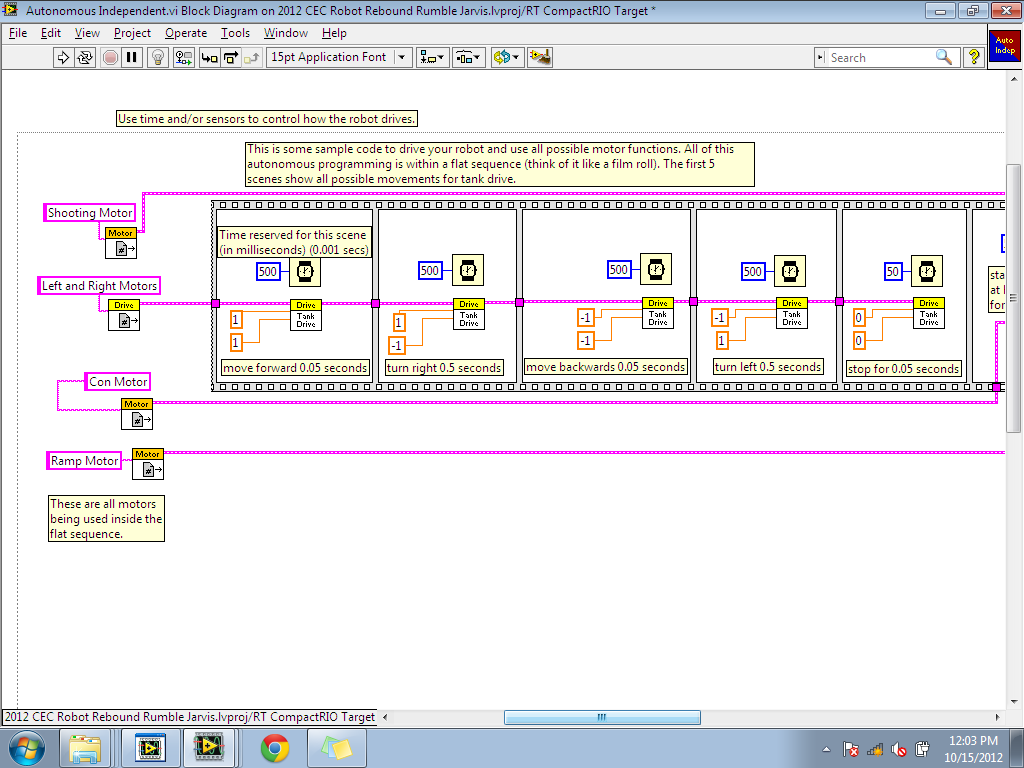 Autonomous Independent.vi Block Diagram on 2012 CEC Robot Rebound Rumble Jarvis.lvproj/RT CompactRIO Target *
File Edit View Project Operate Tools Window Help
15pt Application Font
Search
Auto
Indep
Use time and/or sensors to control how the robot drives.
This is some sample code to drive your robot and use all possible motor functions. All of this
autonomous programming is within a flat sequence (think of it like a film roll). The first 5
scenes show all possible movements for tank drive.
Shooting Motor
Motor
Left and Right Motors
Drive
Con Motor
Motor
Ramp Motor
Motor
These are all motors
being used inside the
flat sequence.
Time reserved for this scene
(in milliseconds) (0.001 secs)
500
Drive
Tank
Drive
1
1
move forward 0.05 seconds
500
Drive
Tank
Drive
1
-1
turn right 0.5 seconds
500
Drive
Tank
Drive
-1
-1
move backwards 0.05 seconds
500
Drive
Tank
Drive
-1
1
turn left 0.5 seconds
50
Drive
Tank
Drive
0
0
stop for 0.05 seconds
sta
at l
for
2012 CEC Robot Rebound Rumble Jarvis.lvproj/RT CompactRIO Target
12:03 PM
10/15/2012